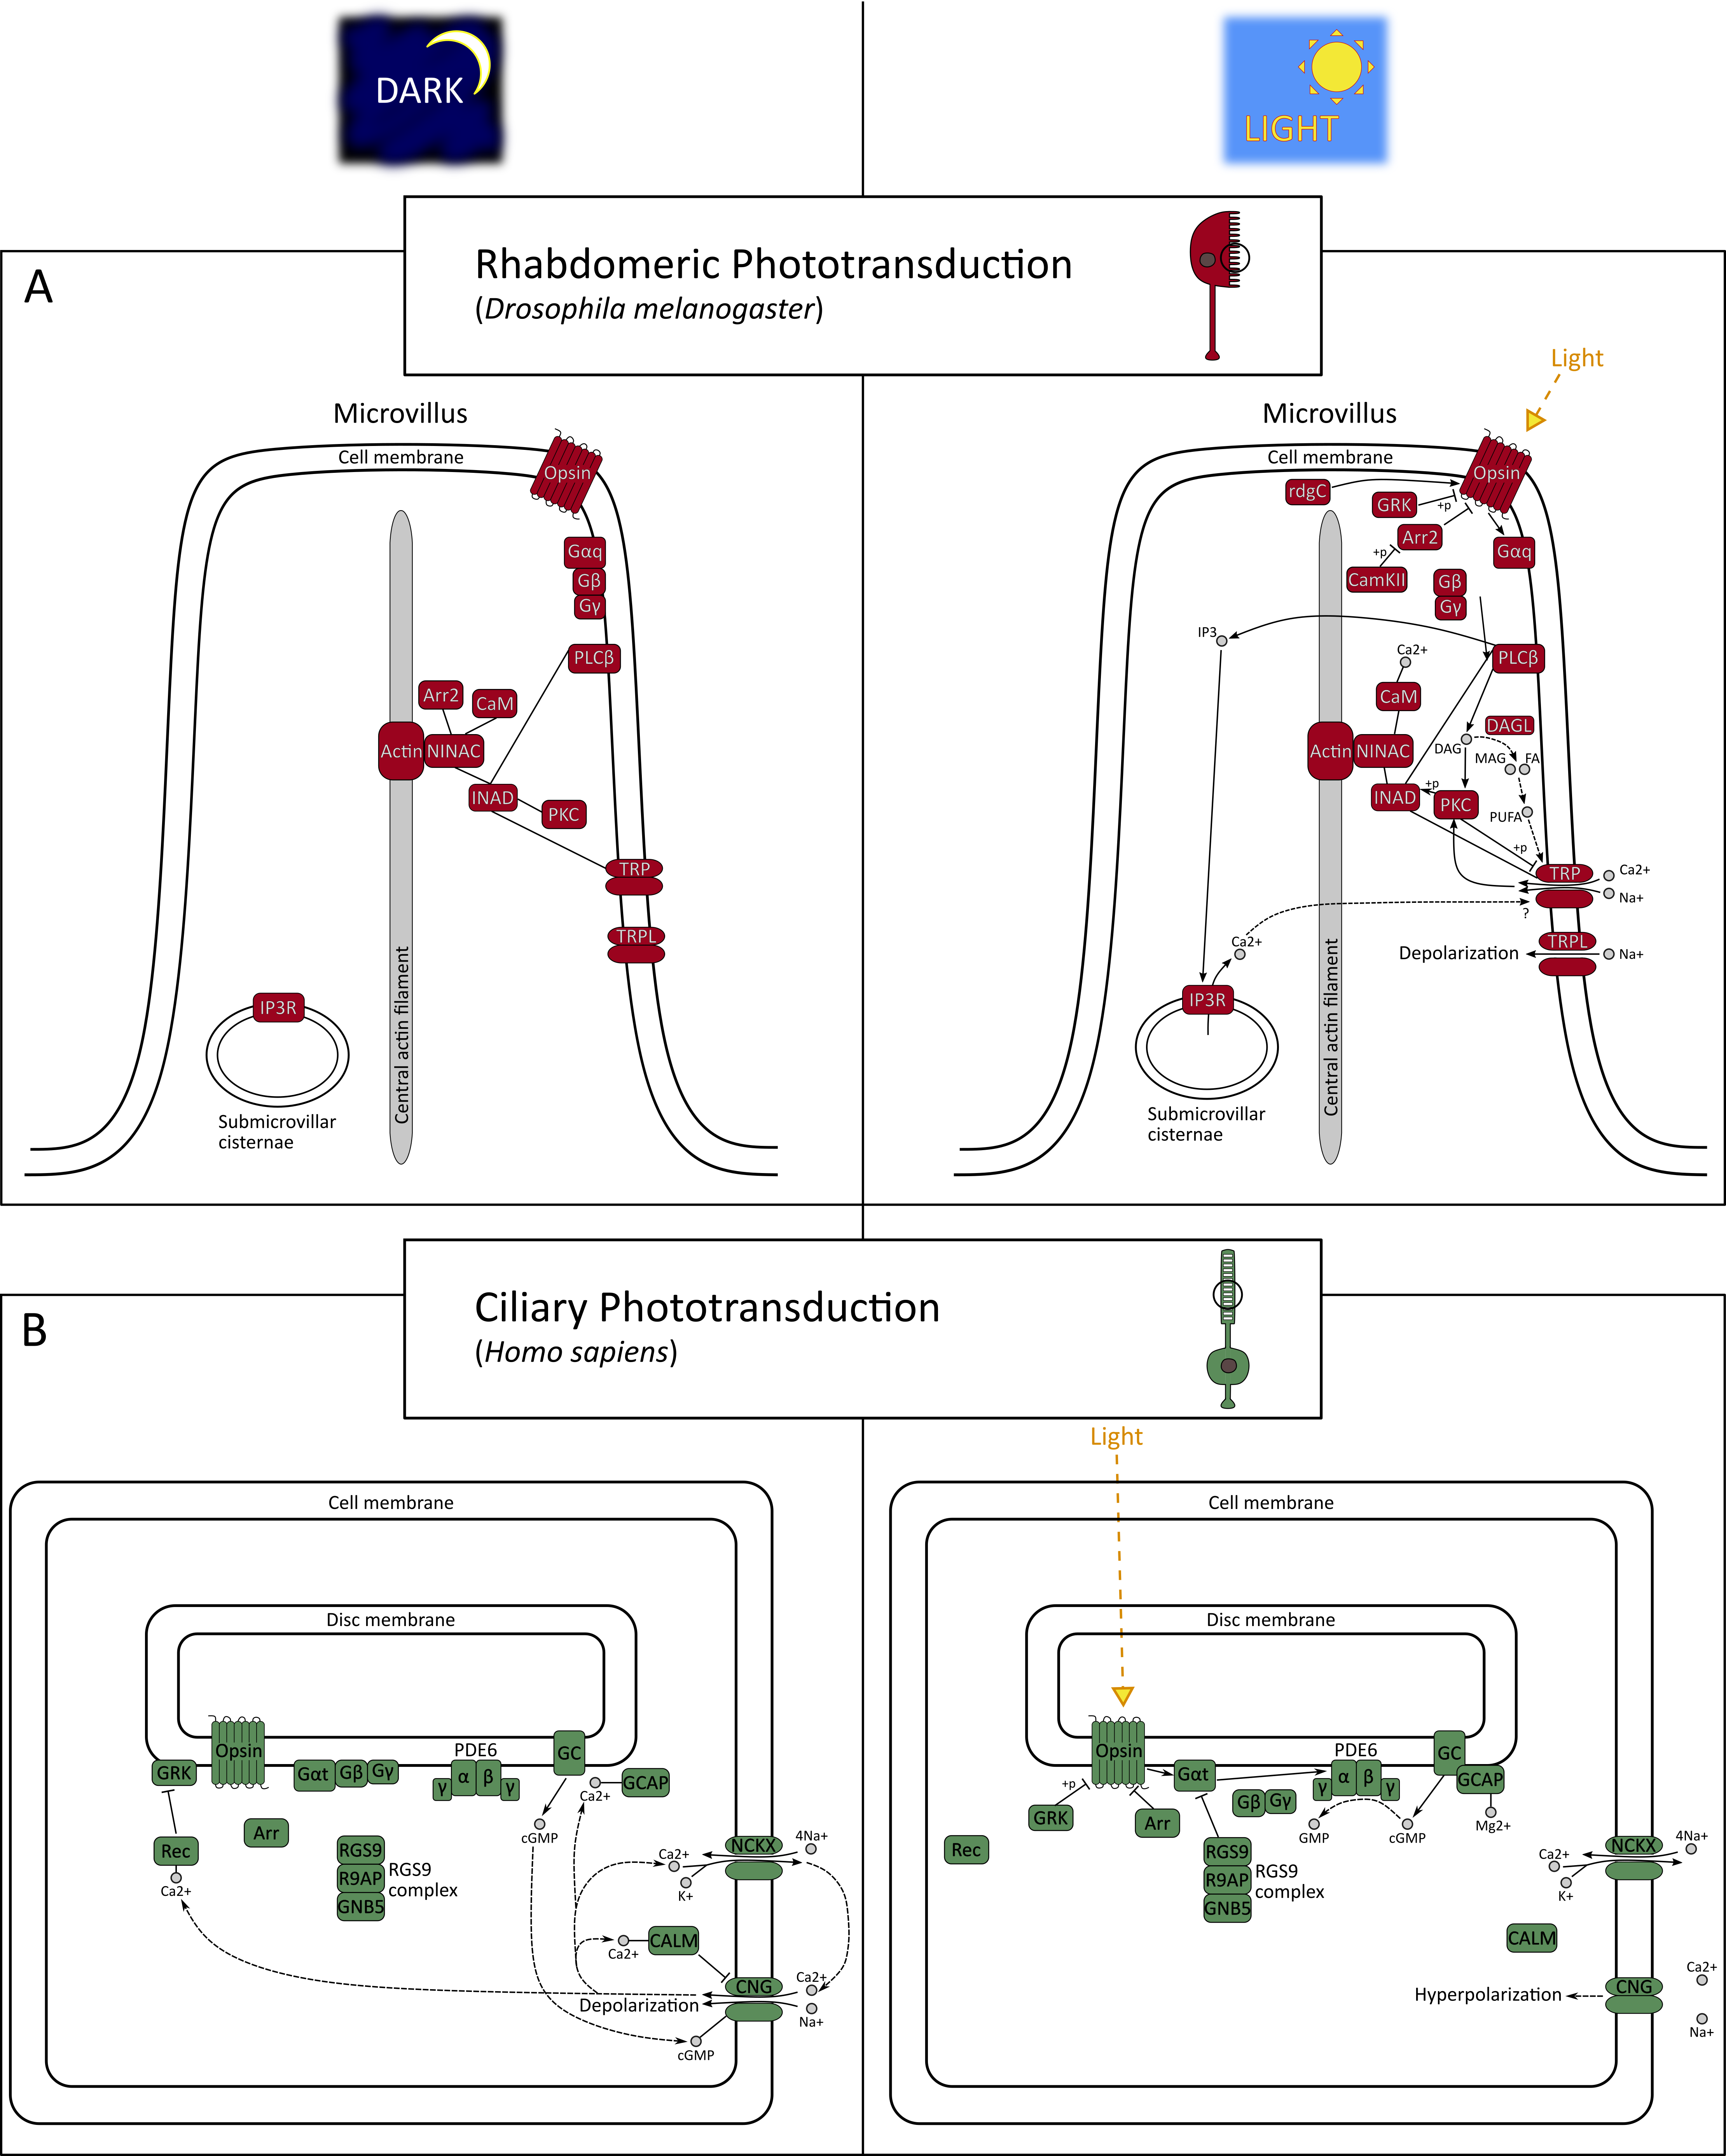 DARK
LIGHT
A
Rhabdomeric Phototransduction
(Drosophila melanogaster)
Microvillus
Cell membrane
Opsin
Gαq
Gβ
Gγ
PLCβ
Arr2
CaM
Actin
NINAC
INAD
PKC
TRP
TRPL
IP3R
Central actin filament
Submicrovillar
cisternae
Light
Microvillus
Cell membrane
Opsin
rdgC
GRK
+p
Arr2
+p
CamKII
Gαq
Gβ
Gγ
IP3
Ca2+
PLCβ
CaM
DAGL
Actin
NINAC
DAG
MAG
FA
+p
INAD
PKC
PUFA
+p
TRP
Ca2+
Na+
?
Ca2+
TRPL
Depolarization
Na+
IP3R
Central actin filament
Submicrovillar
cisternae
B
Ciliary Phototransduction
(Homo sapiens)
Cell membrane
Disc membrane
Opsin
GRK
Gαt
Gβ
Gγ
PDE6
γ
α
β
γ
GC
GCAP
Ca2+
Arr
cGMP
Rec
Ca2+
RGS9
R9AP
GNB5
RGS9
complex
NCKX
4Na+
Ca2+
K+
CALM
Ca2+
CNG
Ca2+
Depolarization
Na+
cGMP
Light
Cell membrane
Disc membrane
Opsin
+p
GRK
Gαt
Arr
Gβ
Gγ
PDE6
γ
α
β
γ
GC
GCAP
Mg2+
GMP
cGMP
Rec
RGS9
R9AP
GNB5
RGS9
complex
NCKX
4Na+
Ca2+
K+
CALM
Ca2+
CNG
Hyperpolarization
Na+